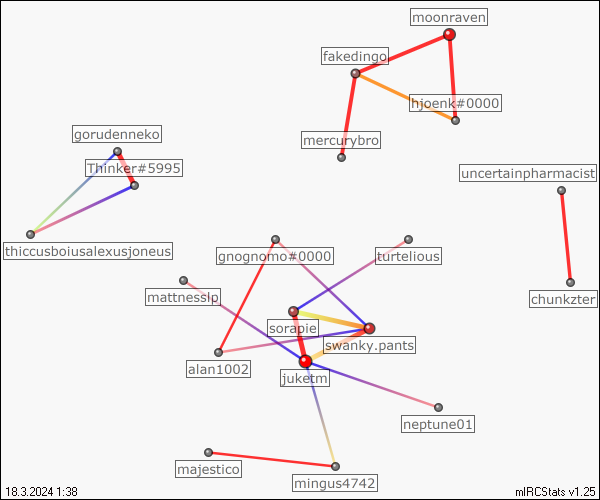 moonraven
fakedingo
hjoenk#0000
gorudenneko
mercurybro
Thinker#5995
uncertainpharmacist
thiccusboiusalexusjoneus
gnognomo#0000
turtelious
mattnesslp
chunkzter
sorapie
swanky.pants
alan1002
juketm
neptune01
majestico
mingus4742
18.3.2024 1:38
mIRCStats v1.25